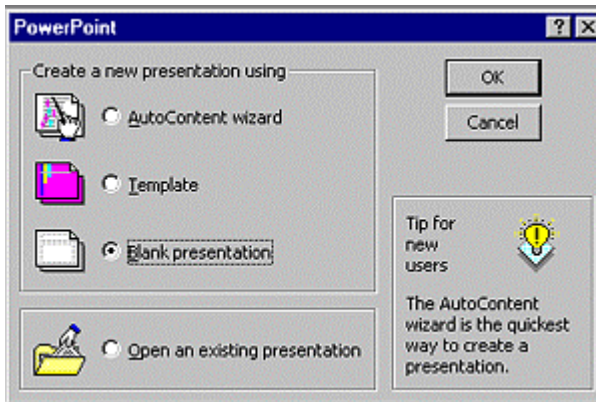 PowerPoint
Create a new presentation using
AutoContent wizard
Template
Blank presentation
Open an existing presentation
OK
Cancel
Tip for
new
users
The AutoContent
wizard is the quickest
way to create a
presentation.